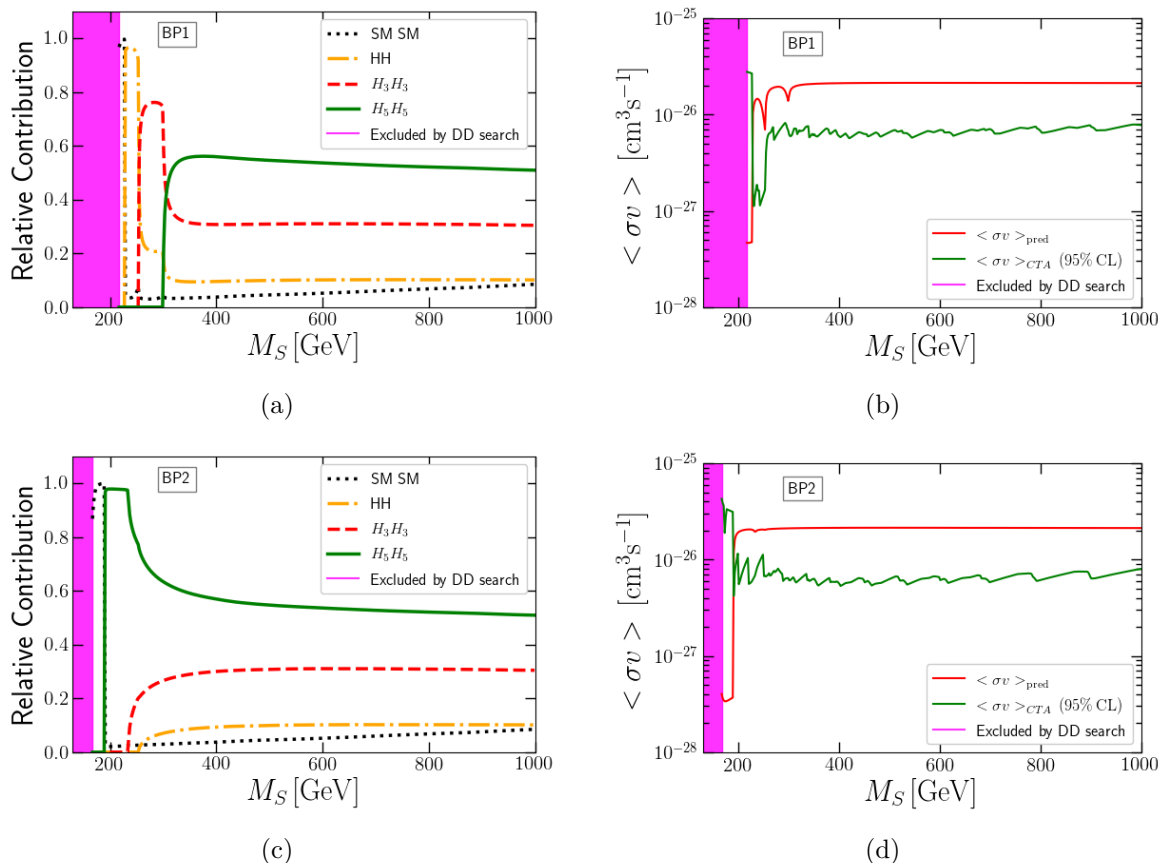 BP1
SM SM
HH
H₃H₃
H₅H₅
Excluded by DD search
Relative Contribution
1.0
0.8
0.6
0.4
0.2
0.0
200 400 600 800 1000
M_S [GeV]
(a)
BP1
< σv > [cm³s⁻¹]
10⁻²⁵
10⁻²⁶
10⁻²⁷
10⁻²⁸
< σv >pred
< σv >CTA (95% CL)
Excluded by DD search
200 400 600 800 1000
M_S [GeV]
(b)
BP2
SM SM
HH
H₃H₃
H₅H₅
Excluded by DD search
Relative Contribution
1.0
0.8
0.6
0.4
0.2
0.0
200 400 600 800 1000
M_S [GeV]
(c)
BP2
< σv > [cm³s⁻¹]
10⁻²⁵
10⁻²⁶
10⁻²⁷
10⁻²⁸
< σv >pred
< σv >CTA (95% CL)
Excluded by DD search
200 400 600 800 1000
M_S [GeV]
(d)